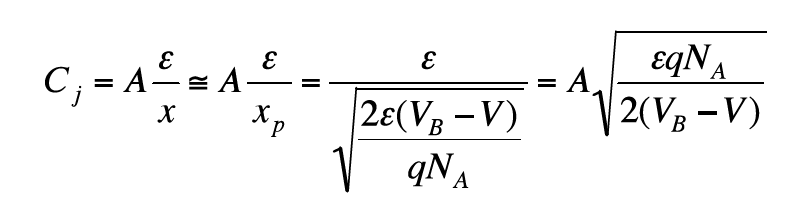 C_j = A ε/x ≅ A ε/x_p = ε/√(2ε(V_B − V)/qN_A) = A √(εqN_A/2(V_B − V))